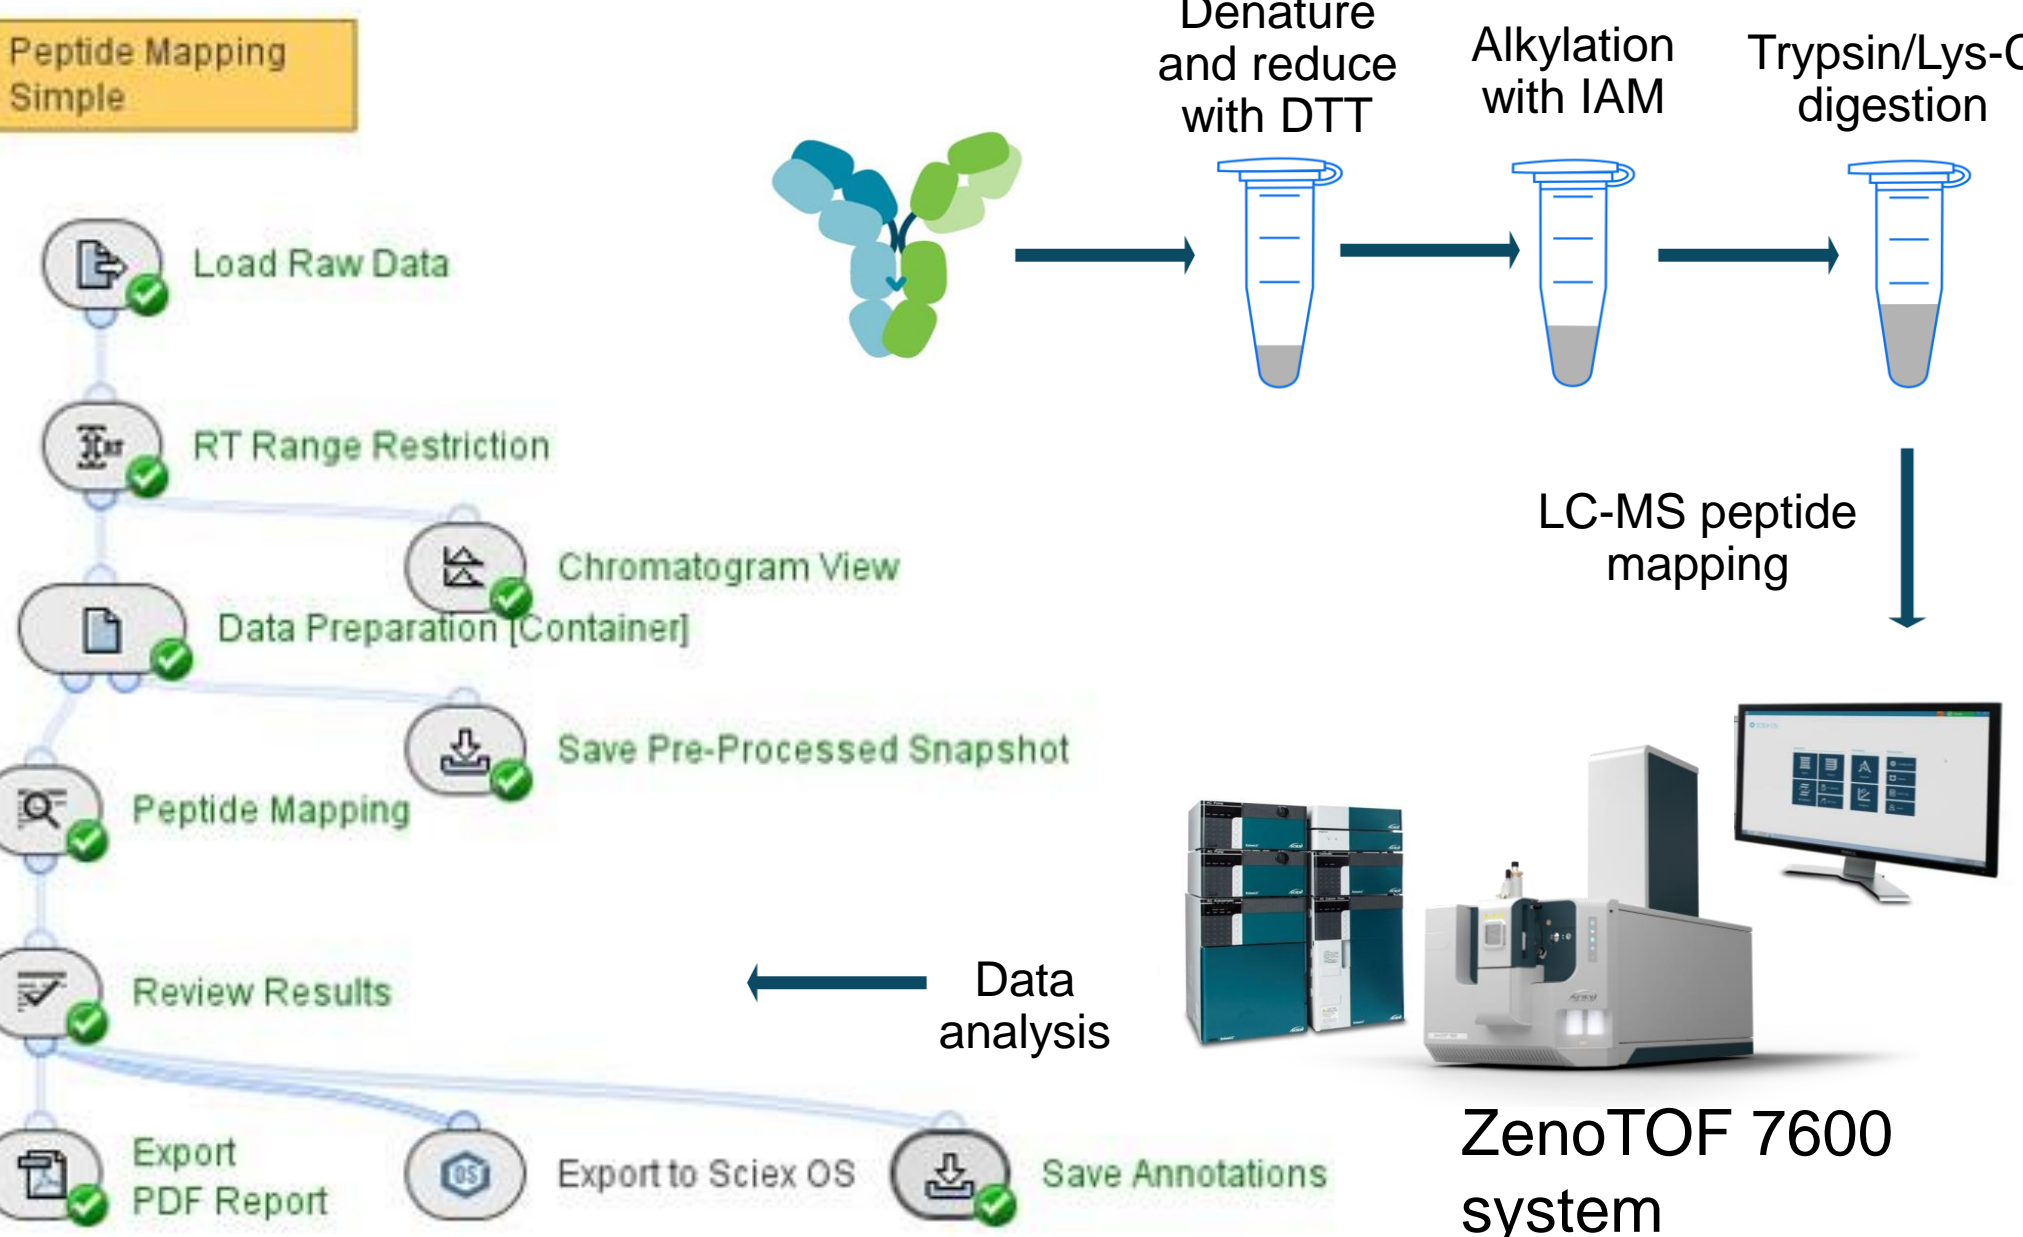 Peptide Mapping
Simple
Load Raw Data
RT Range Restriction
Chromatogram View
Data Preparation [Container]
Save Pre-Processed Snapshot
Peptide Mapping
Review Results
Export
PDF Report
Export to Sciex OS
Save Annotations
Denature
and reduce
with DTT
Alkylation
with IAM
Trypsin/Lys-C
digestion
LC-MS peptide
mapping
Data
analysis
ZenoTOF 7600
system